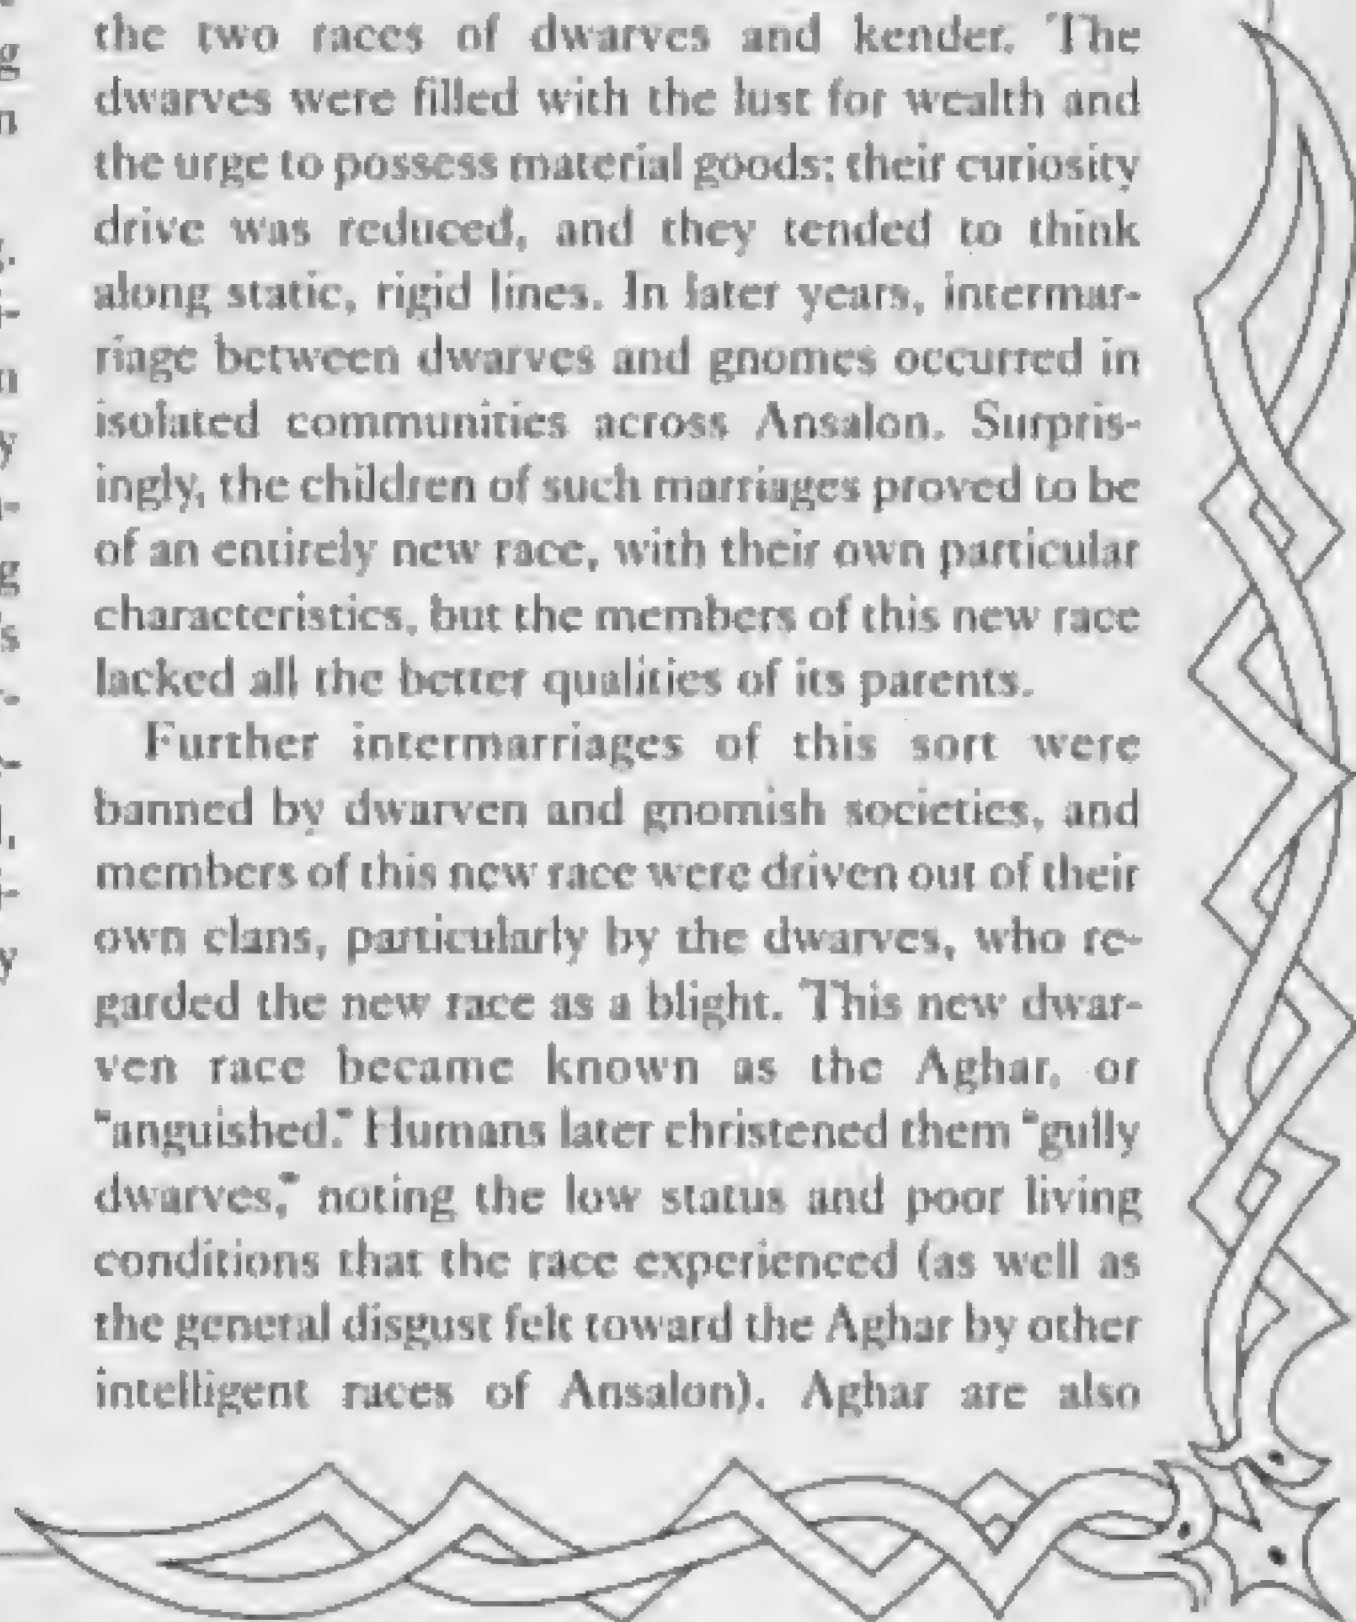 the two races of dwarves and kender. The
dwarves were filled with the lust for wealth and
the urge to possess material goods; their curiosity
drive was reduced, and they tended to think
along static, rigid lines. In later years, intermar-
riage between dwarves and gnomes occurred in
isolated communities across Ansalon. Surpris-
ingly, the children of such marriages proved to be
of an entirely new race, with their own particular
characteristics, but the members of this new race
lacked all the better qualities of its parents.
Further intermarriages of this sort were
banned by dwarven and gnomish societies, and
members of this new race were driven out of their
own clans, particularly by the dwarves, who re-
garded the new race as a blight. This new dwar-
ven race became known as the Aghar, or
"anguished." Humans later christened them "gully
dwarves," noting the low status and poor living
conditions that the race experienced (as well as
the general disgust felt toward the Aghar by other
intelligent races of Ansalon). Aghar are also